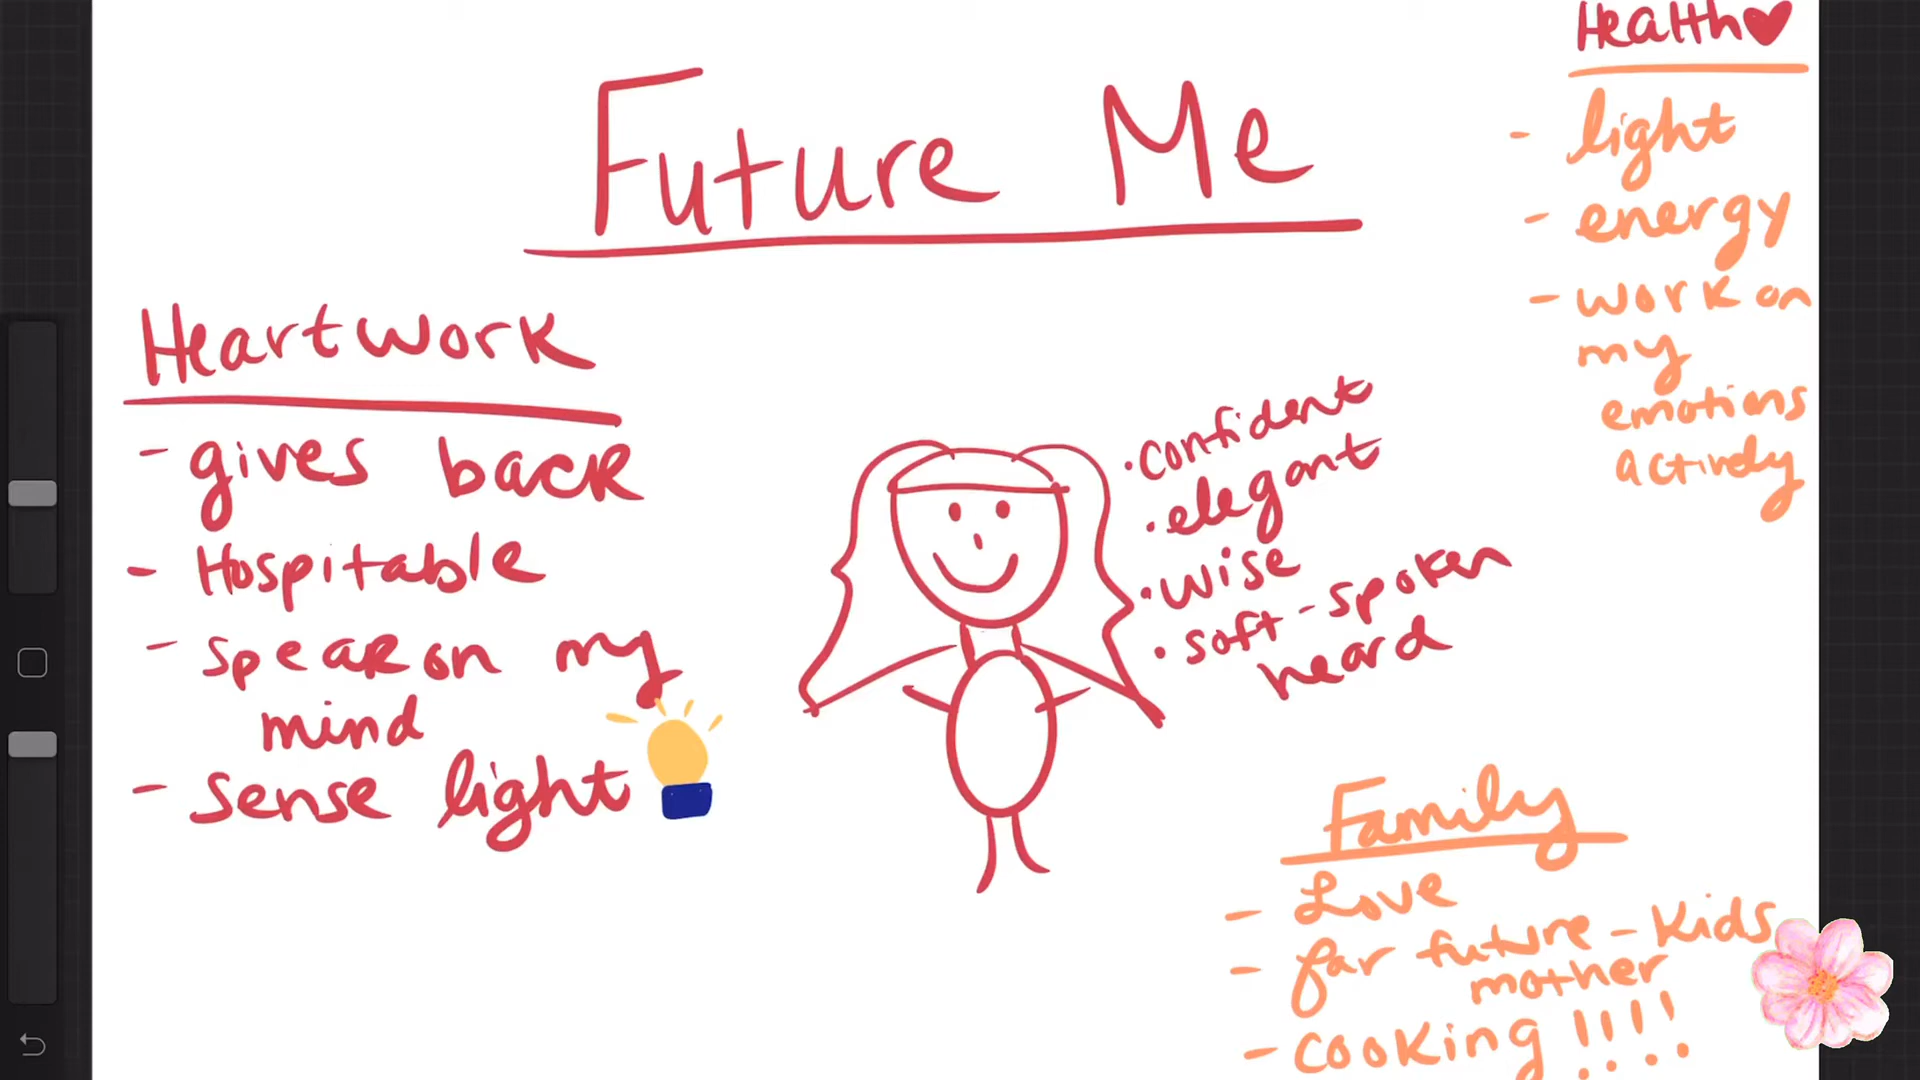 Future Me
Heartwork
- gives back
- Hospitable
- speak on my
mind
- sense light
• confident
• elegant
• wise
• soft-spoken
heard
Health
- light
- energy
- work on
my
emotions
actively
Family
- Love
- far future - kids
mother
- cooking !!!!